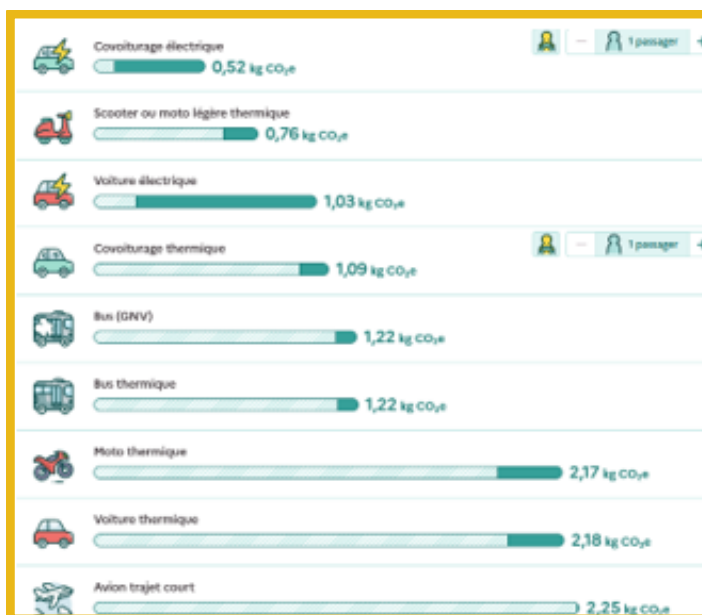 Covoiturage électrique
1 passager
0,52 kg CO₂e
Scooter ou moto légère thermique
0,76 kg CO₂e
Voiture électrique
1,03 kg CO₂e
Covoiturage thermique
1 passager
1,09 kg CO₂e
Bus (GNV)
1,22 kg CO₂e
Bus thermique
1,22 kg CO₂e
Moto thermique
2,17 kg CO₂e
Voiture thermique
2,18 kg CO₂e
Avion trajet court
2,25 kg CO₂e